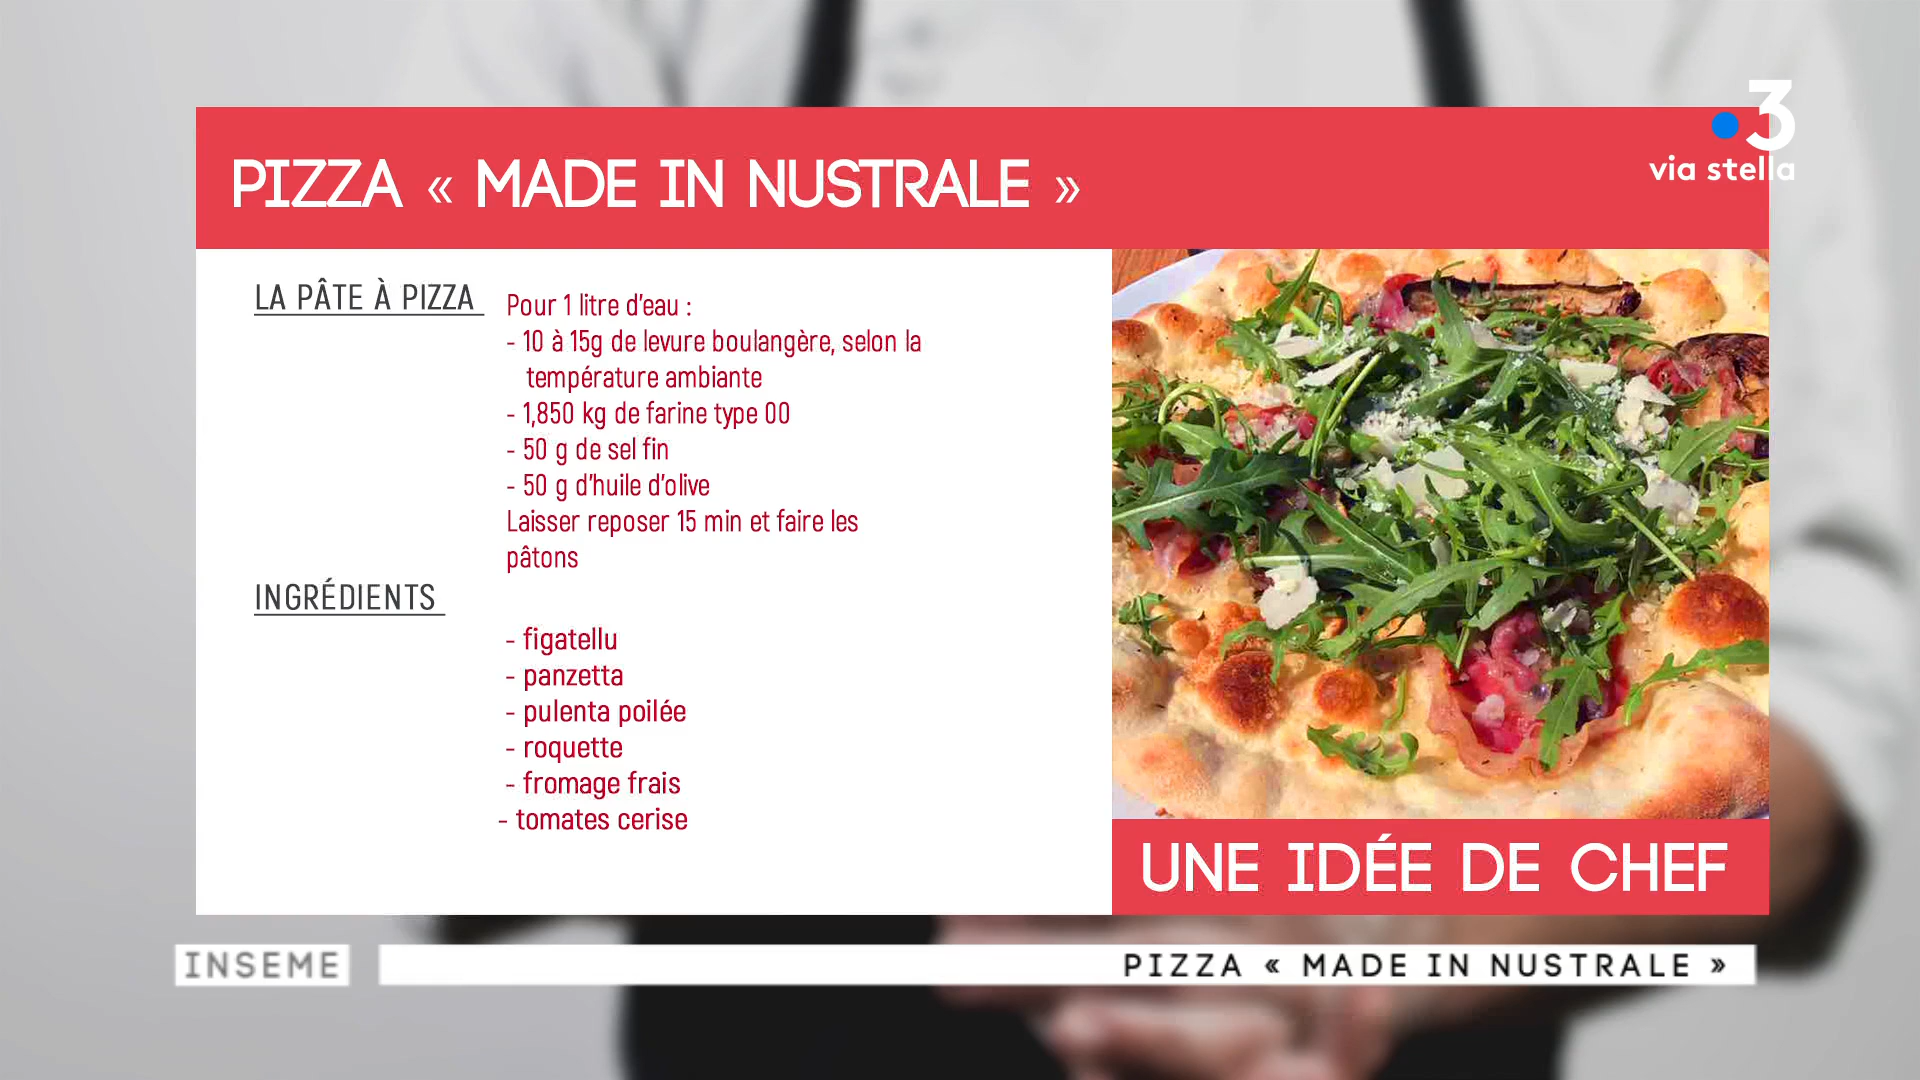 3
via stella
PIZZA « MADE IN NUSTRALE »
LA PÂTE À PIZZA
Pour 1 litre d'eau :
- 10 à 15g de levure boulangère, selon la
température ambiante
- 1,850 kg de farine type 00
- 50 g de sel fin
- 50 g d'huile d'olive
Laisser reposer 15 min et faire les
pâtons
INGRÉDIENTS
- figatellu
- panzetta
- pulenta poilée
- roquette
- fromage frais
- tomates cerise
UNE IDÉE DE CHEF
INSEME
PIZZA « MADE IN NUSTRALE »